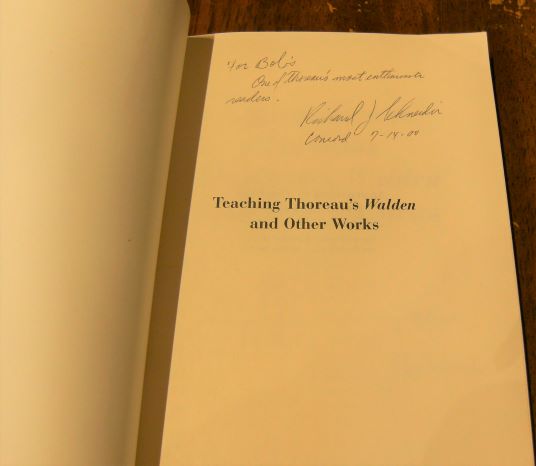 For Bob's
One of Thoreau's most enthusiastic
readers.
Richard J Schneider
Concord 7-14-00
Teaching Thoreau's Walden
and Other Works